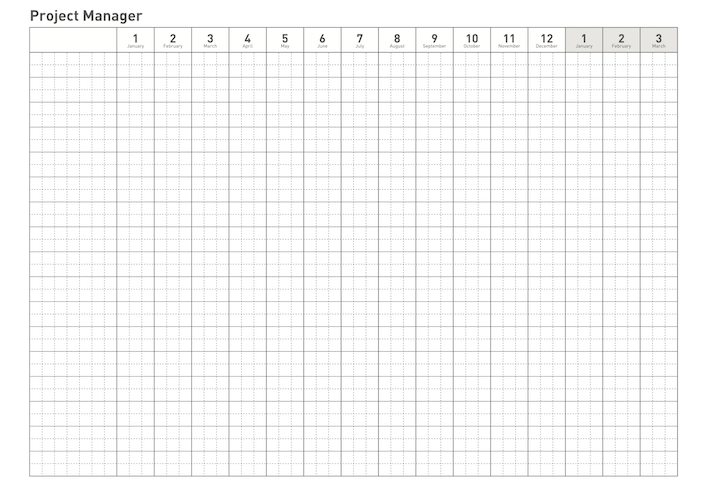 Project Manager
1 2 3 4 5 6 7 8 9 10 11 12 1 2 3
January February March April May June July August September October November December January February March